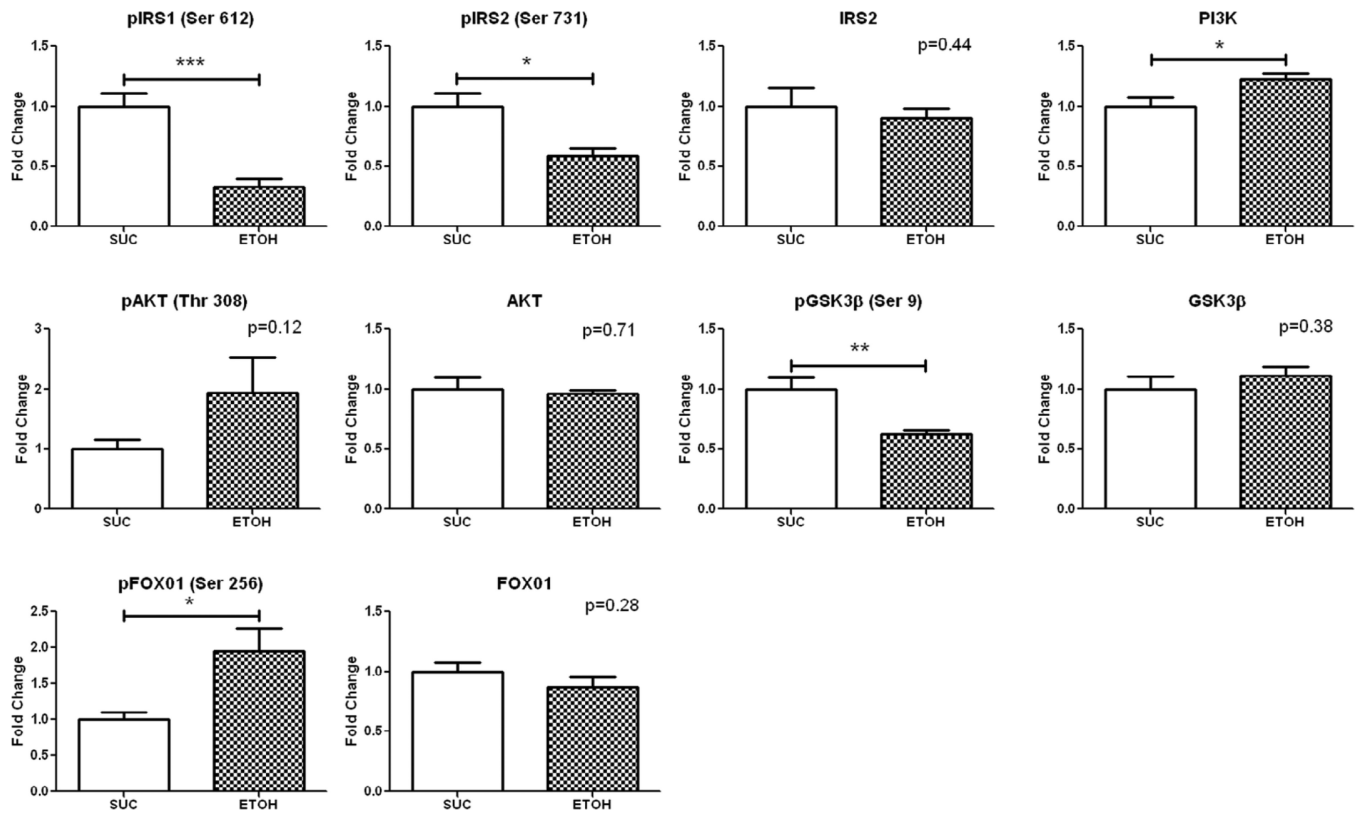 pIRS1 (Ser 612)
Fold Change
1.5
1.0
0.5
0.0
***
SUC
ETOH
pIRS2 (Ser 731)
Fold Change
1.5
1.0
0.5
0.0
*
SUC
ETOH
IRS2
p=0.44
Fold Change
1.5
1.0
0.5
0.0
SUC
ETOH
PI3K
Fold Change
1.5
1.0
0.5
0.0
*
SUC
ETOH
pAKT (Thr 308)
p=0.12
Fold Change
3
2
1
0
SUC
ETOH
AKT
p=0.71
Fold Change
1.5
1.0
0.5
0.0
SUC
ETOH
pGSK3β (Ser 9)
Fold Change
1.5
1.0
0.5
0.0
**
SUC
ETOH
GSK3β
p=0.38
Fold Change
1.5
1.0
0.5
0.0
SUC
ETOH
pFOX01 (Ser 256)
Fold Change
2.5
2.0
1.5
1.0
0.5
0.0
*
SUC
ETOH
FOX01
p=0.28
Fold Change
1.5
1.0
0.5
0.0
SUC
ETOH